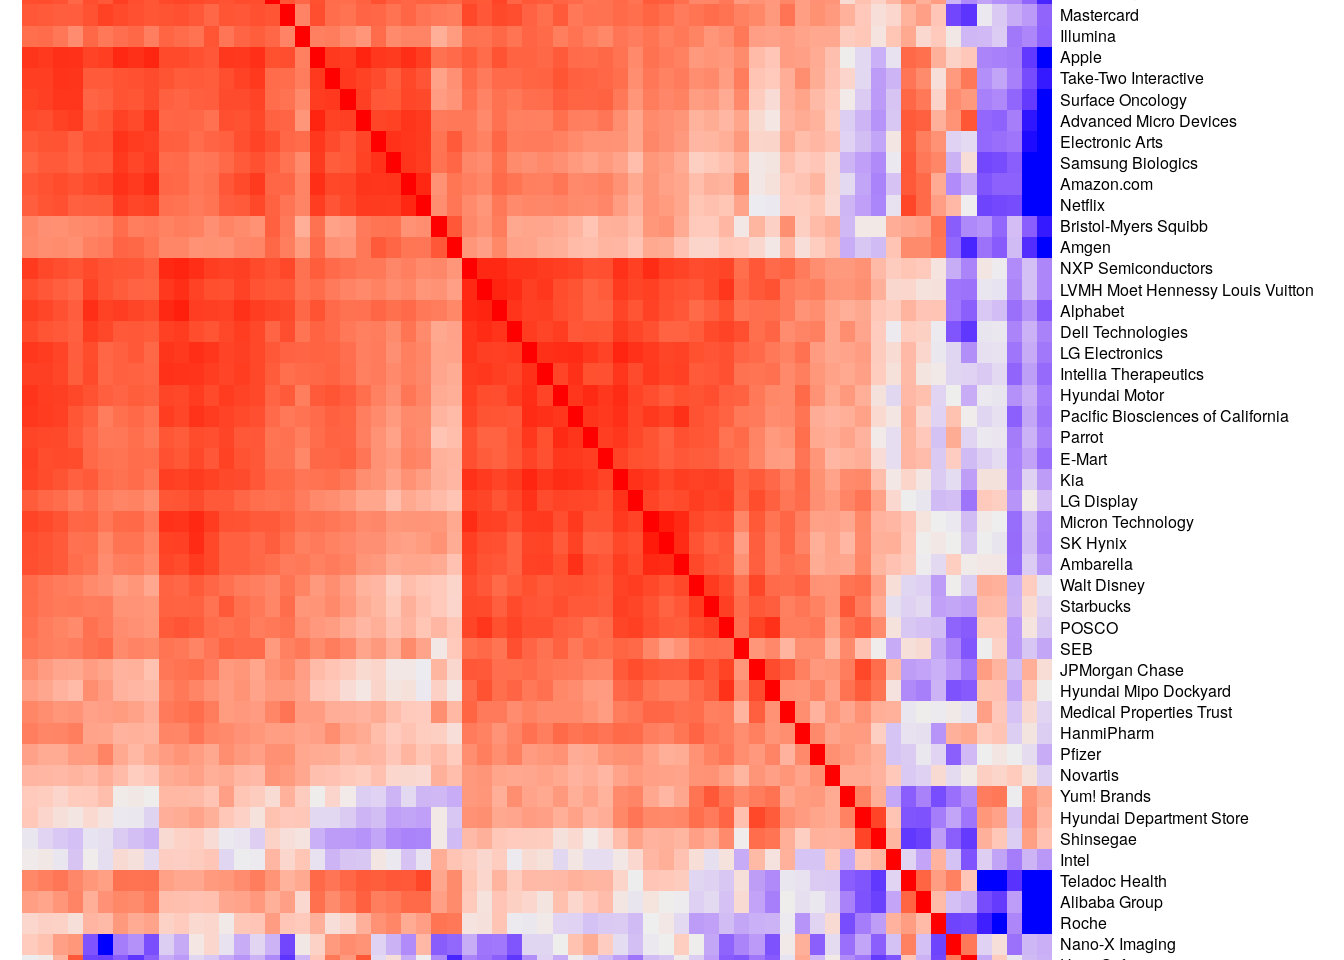 Mastercard
Illumina
Apple
Take-Two Interactive
Surface Oncology
Advanced Micro Devices
Electronic Arts
Samsung Biologics
Amazon.com
Netflix
Bristol-Myers Squibb
Amgen
NXP Semiconductors
LVMH Moet Hennessy Louis Vuitton
Alphabet
Dell Technologies
LG Electronics
Intellia Therapeutics
Hyundai Motor
Pacific Biosciences of California
Parrot
E-Mart
Kia
LG Display
Micron Technology
SK Hynix
Ambarella
Walt Disney
Starbucks
POSCO
SEB
JPMorgan Chase
Hyundai Mipo Dockyard
Medical Properties Trust
HanmiPharm
Pfizer
Novartis
Yum! Brands
Hyundai Department Store
Shinsegae
Intel
Teladoc Health
Alibaba Group
Roche
Nano-X Imaging